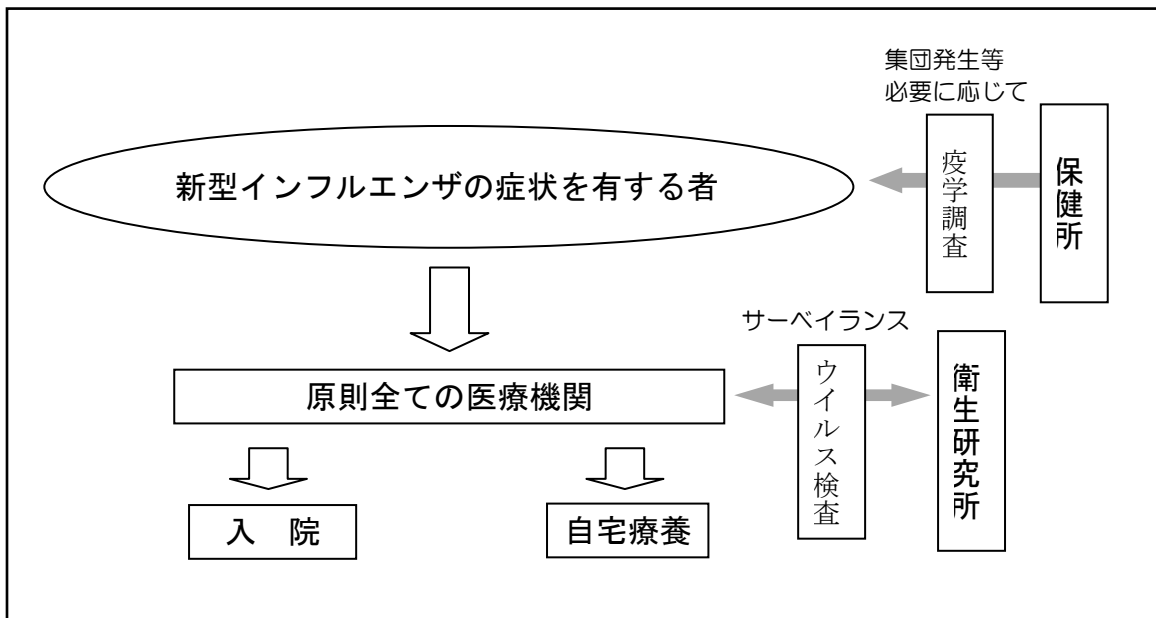 集団発生等
必要に応じて
新型インフルエンザの症状を有する者
疫学調査
保健所
サーベイランス
原則全ての医療機関
ウイルス検査
衛生研究所
入　院
自宅療養